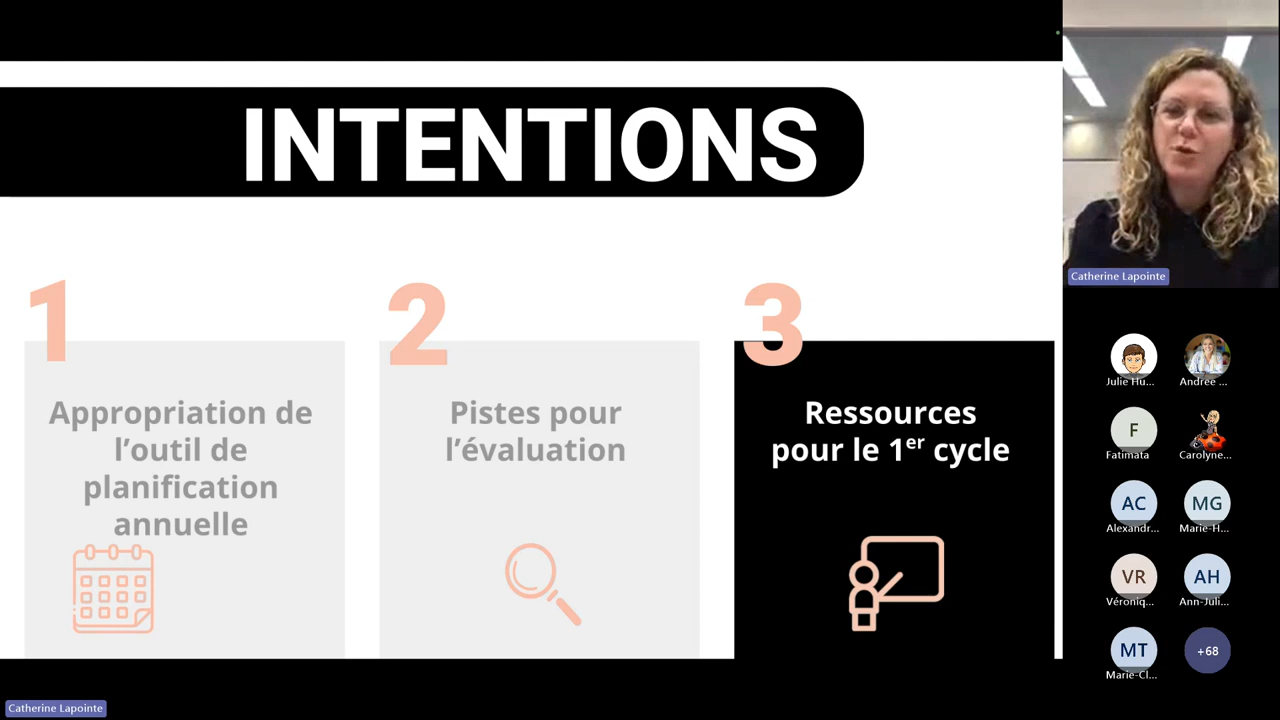 INTENTIONS
1
Appropriation de
l’outil de
planification
annuelle
2
Pistes pour
l’évaluation
3
Ressources
pour le 1er cycle
Catherine Lapointe
Julie Hu...
Andrée ...
F
Fatimata
Carolyne...
AC
Alexandr...
MG
Marie-H...
VR
Véroniq...
AH
Ann-Juli...
MT
Marie-Cl...
+68
Catherine Lapointe